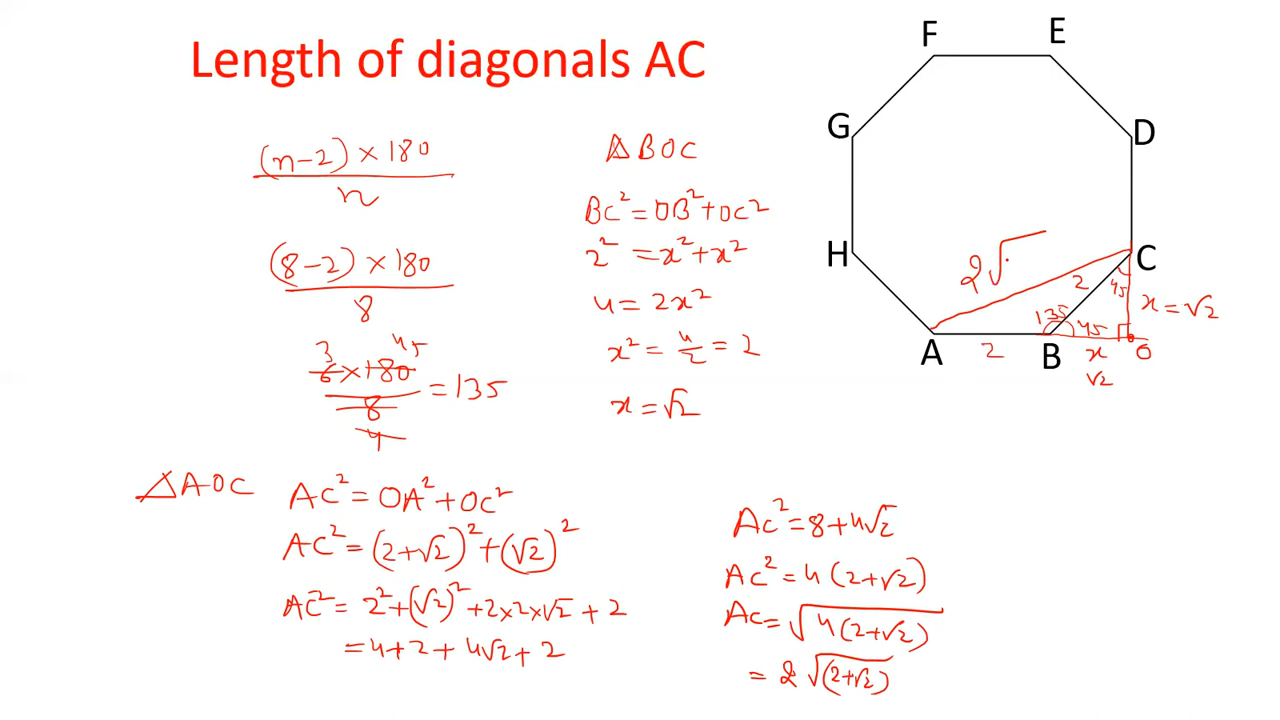 Length of diagonals AC
(n-2) × 180
n
(8-2) × 180
8
3 45
6 × 180
8
4
= 135
△BOC
BC² = OB² + OC²
2² = x² + x²
4 = 2x²
x² = 4/2 = 2
x = √2
F E
G D
H C
A B O
2√
2
45
135
45
x = √2
2
x
√2
△AOC
AC² = OA² + OC²
AC² = (2+√2)² + (√2)²
AC² = 2² + (√2)² + 2×2×√2 + 2
= 4 + 2 + 4√2 + 2
AC² = 8 + 4√2
AC² = 4(2+√2)
AC = √4(2+√2)
= 2√(2+√2)